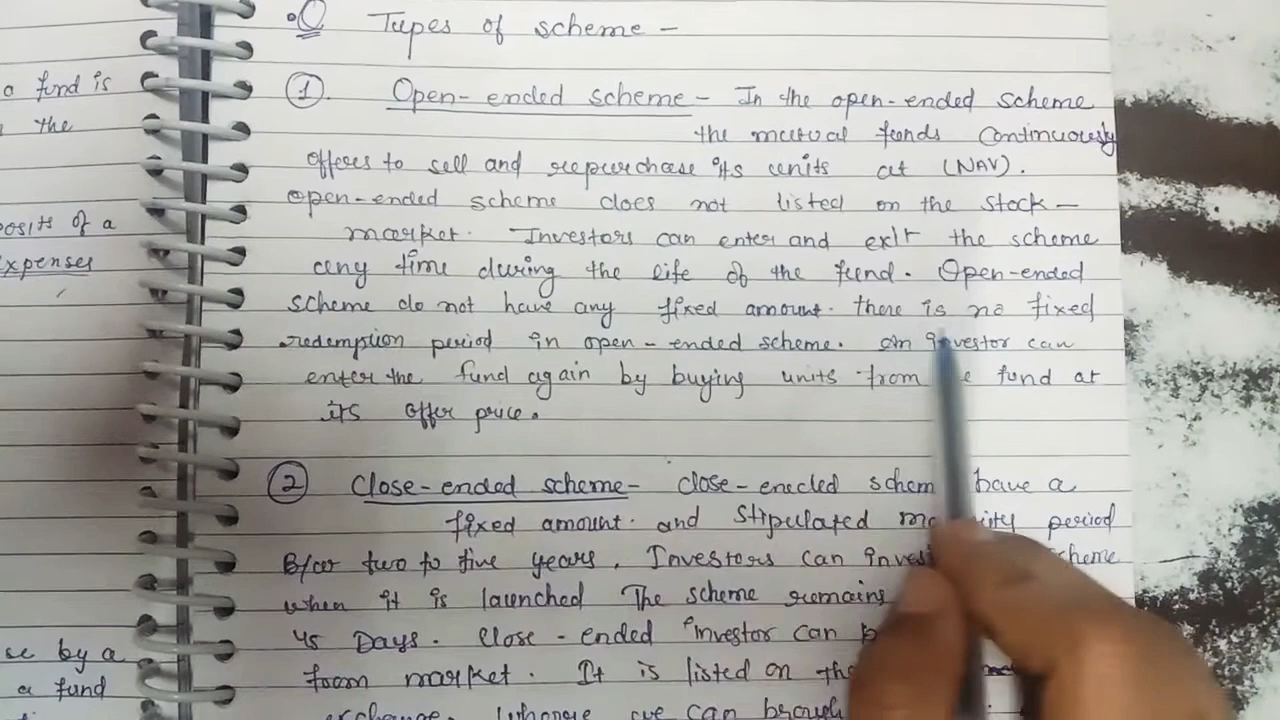 a fund is
the
posits of a
expenses
se by a
a fund
Q Types of scheme -
1. Open-ended scheme - In the open-ended scheme
the mutual funds Continuously
offers to sell and repurchase its units at (NAV).
open-ended scheme does not listed on the stock -
market. Investors can enter and exit the scheme
any time during the life of the fund. Open-ended
scheme do not have any fixed amount. there is no fixed
redemption period in open-ended scheme. An investor can
enter the fund again by buying units from fund at
its offer price.
2 Close-ended scheme - close-ended schem have a
fixed amount. and stipulated period
B/w two to five years. Investors can
when it is launched The scheme remains
45 Days. Close-ended investor can
from market. It is listed on
exchange. we can